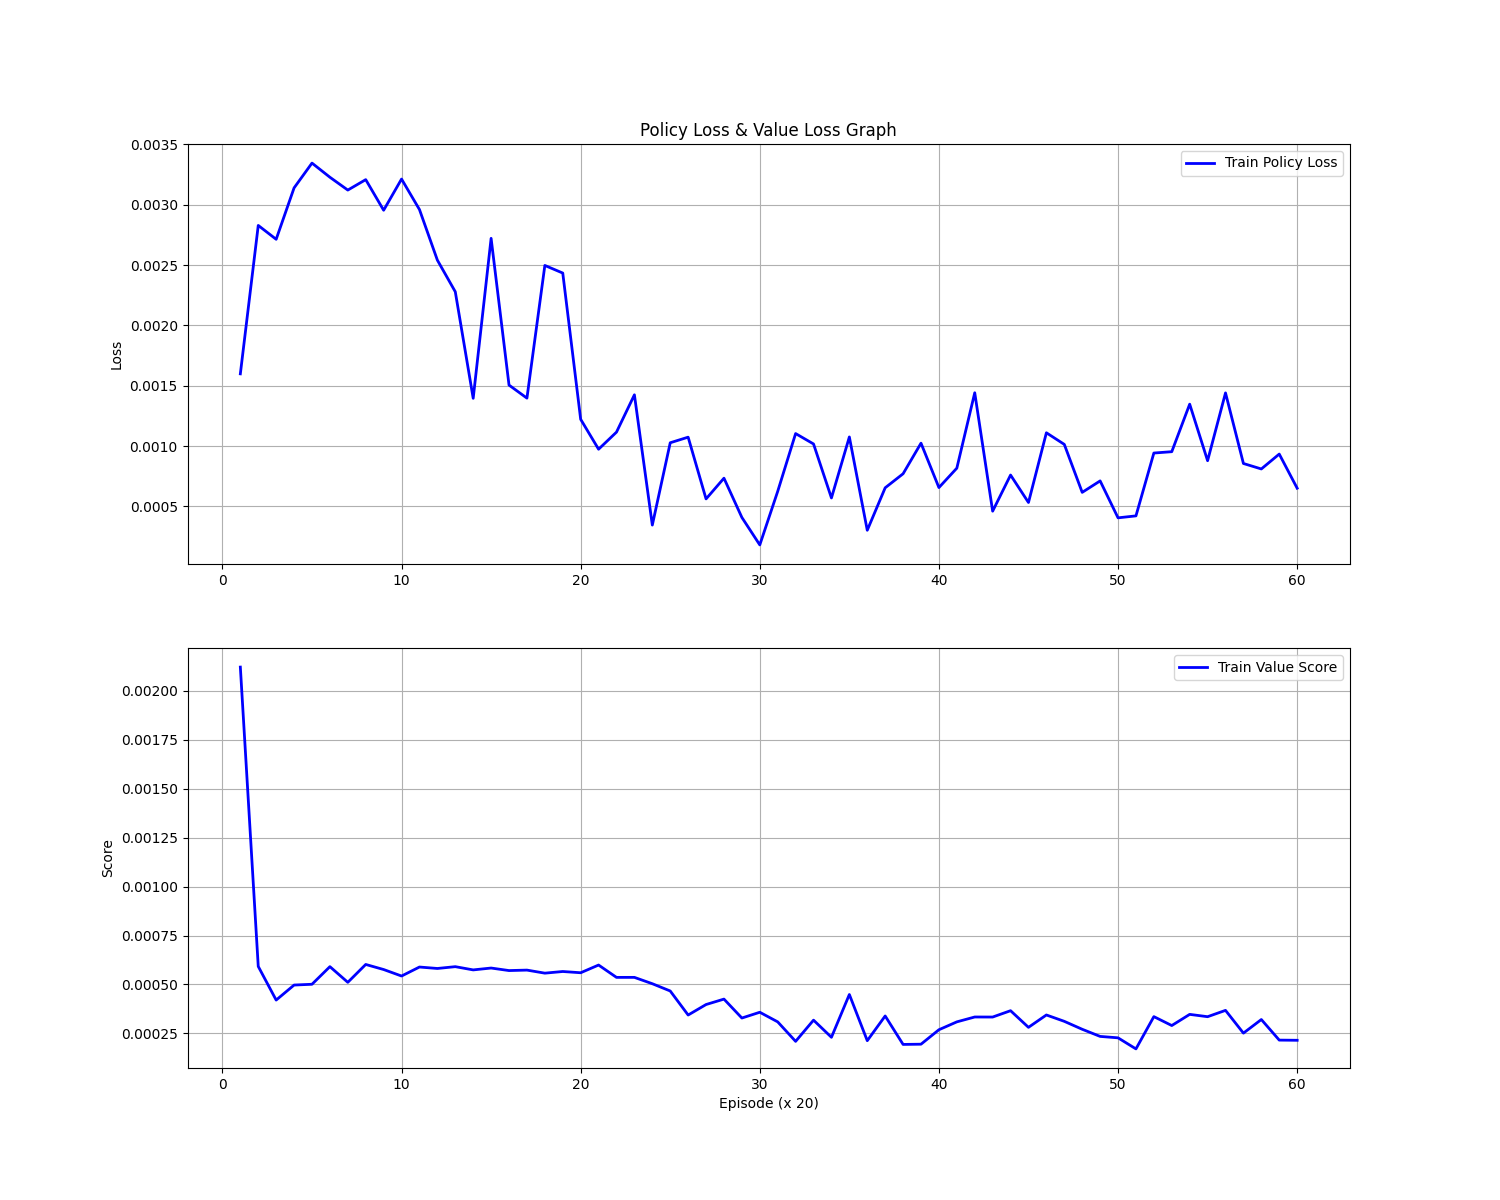 Policy Loss & Value Loss Graph
Train Policy Loss
0.0035
0.0030
0.0025
0.0020
0.0015
0.0010
0.0005
Loss
0 10 20 30 40 50 60
Train Value Score
0.00200
0.00175
0.00150
0.00125
0.00100
0.00075
0.00050
0.00025
Score
0 10 20 30 40 50 60
Episode (x 20)